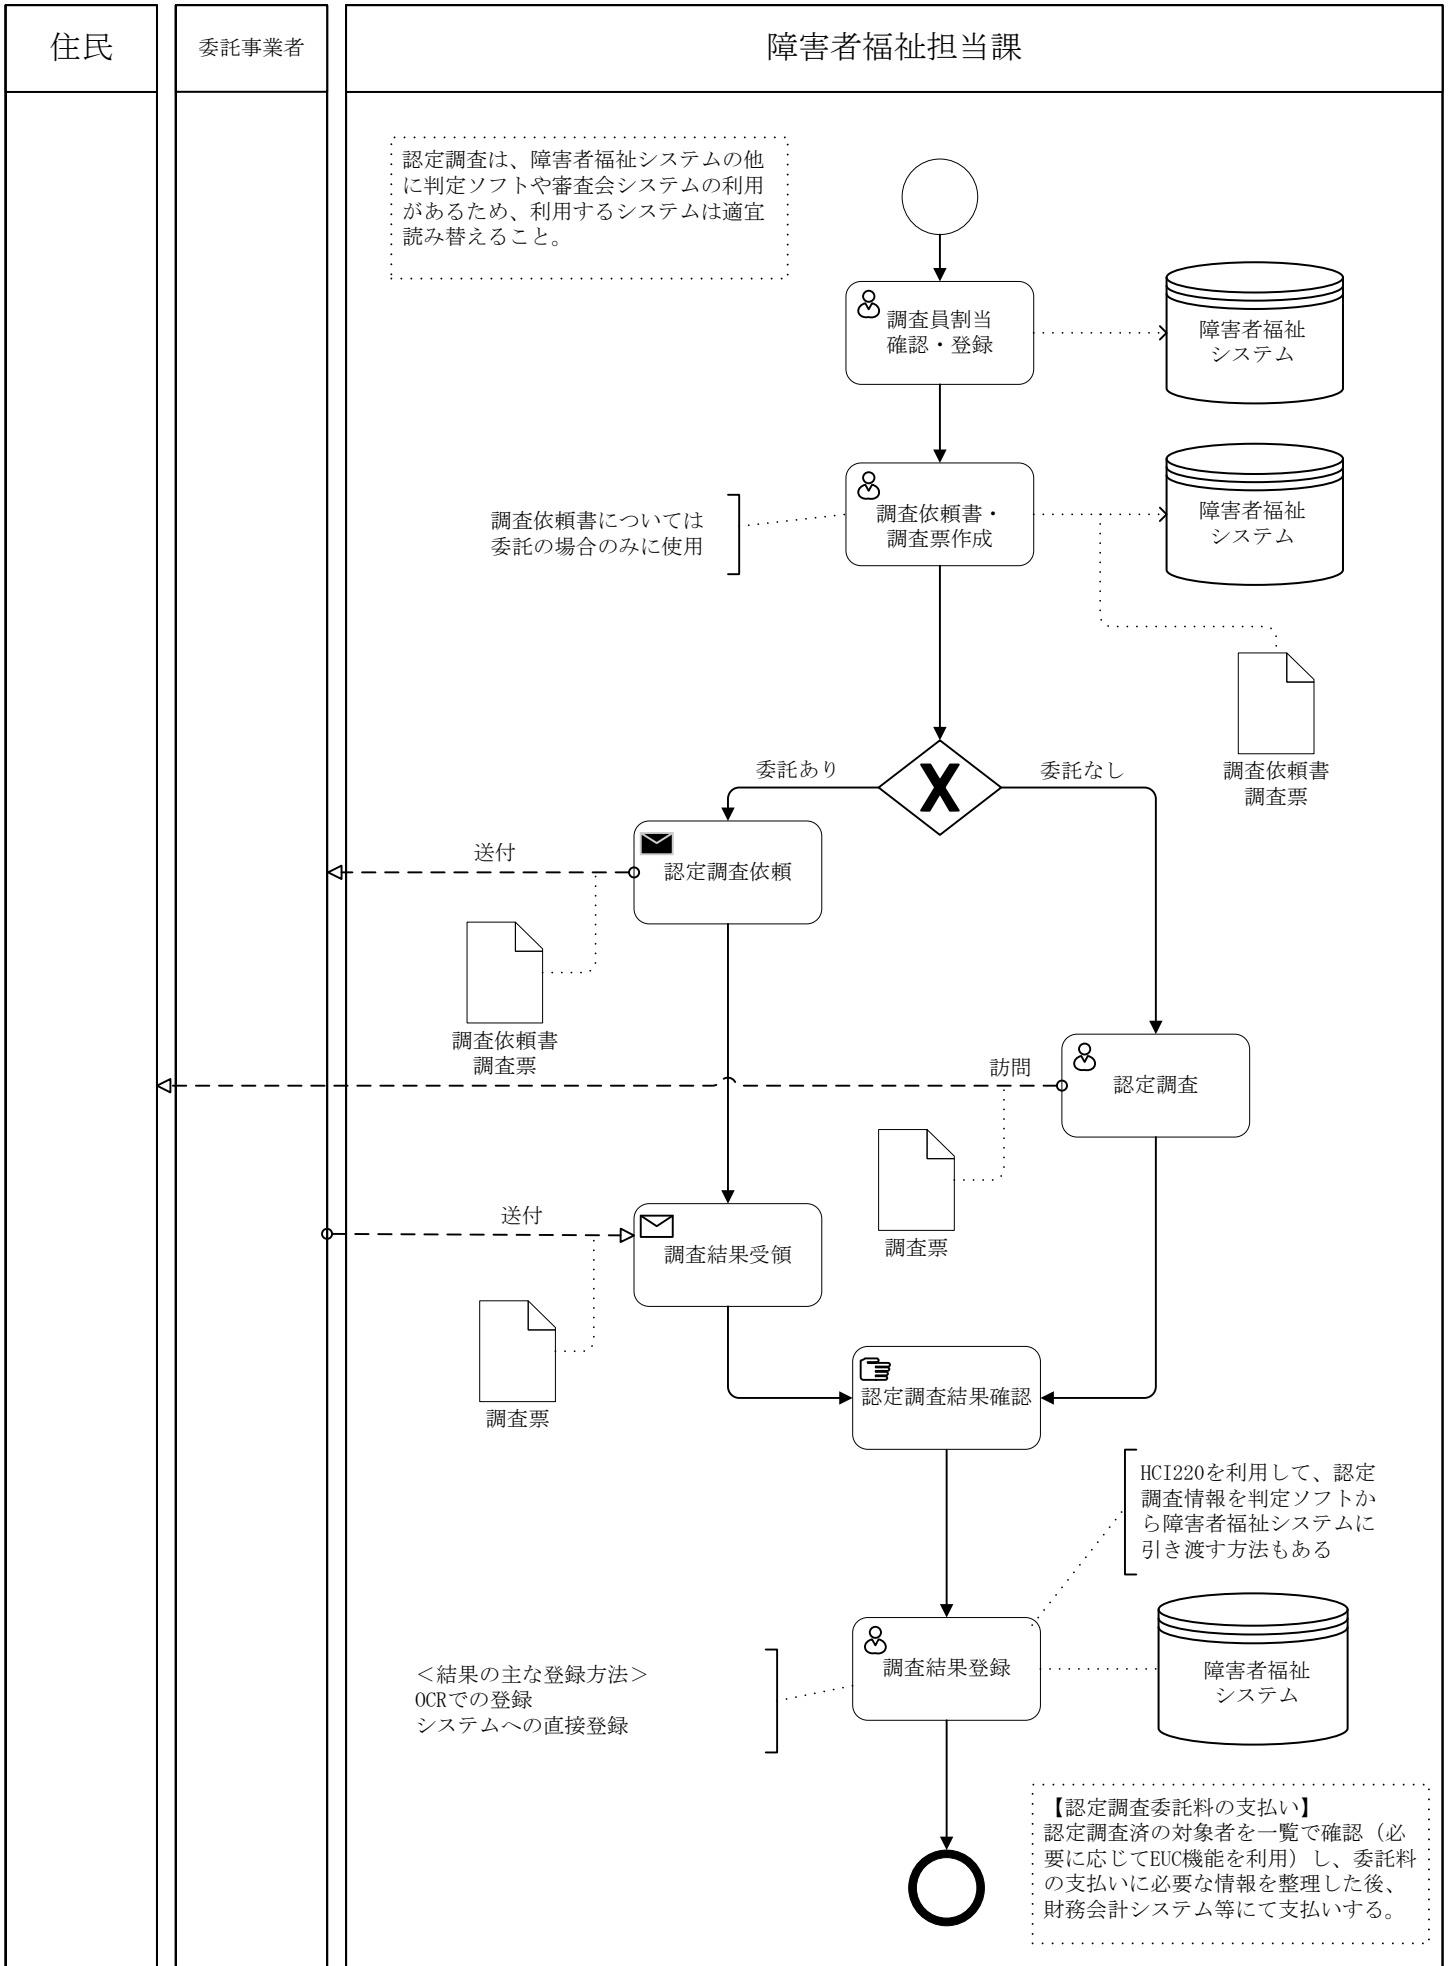 住民
委託事業者
障害者福祉担当課
認定調査は、障害者福祉システムの他
に判定ソフトや審査会システムの利用
があるため、利用するシステムは適宜
読み替えること。
調査員割当
確認・登録
障害者福祉
システム
調査依頼書については
委託の場合のみに使用
調査依頼書・
調査票作成
障害者福祉
システム
調査依頼書
調査票
委託あり
委託なし
送付
認定調査依頼
調査依頼書
調査票
訪問
認定調査
調査票
送付
調査結果受領
調査票
認定調査結果確認
HCI220を利用して、認定
調査情報を判定ソフトか
ら障害者福祉システムに
引き渡す方法もある
<結果の主な登録方法>
OCRでの登録
システムへの直接登録
調査結果登録
障害者福祉
システム
【認定調査委託料の支払い】
認定調査済の対象者を一覧で確認（必
要に応じてEUC機能を利用）し、委託料
の支払いに必要な情報を整理した後、
財務会計システム等にて支払いする。